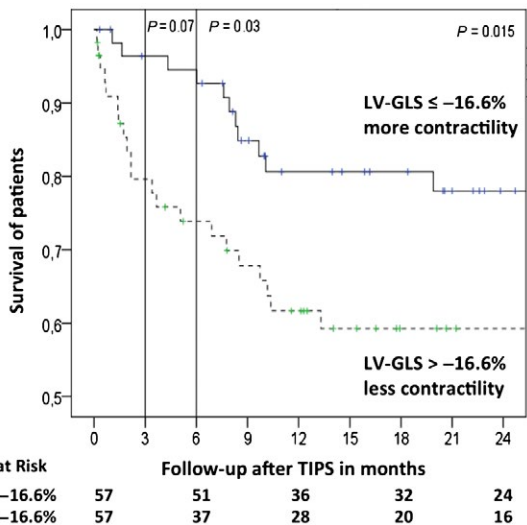 P = 0.07 P = 0.03 P = 0.015
1,0
0,9
0,8
0,7
0,6
0,5
Survival of patients
LV-GLS ≤ –16.6%
more contractility
LV-GLS > –16.6%
less contractility
0 3 6 9 12 15 18 21 24
at Risk Follow-up after TIPS in months
–16.6% 57 51 36 32 24
–16.6% 57 37 28 20 16